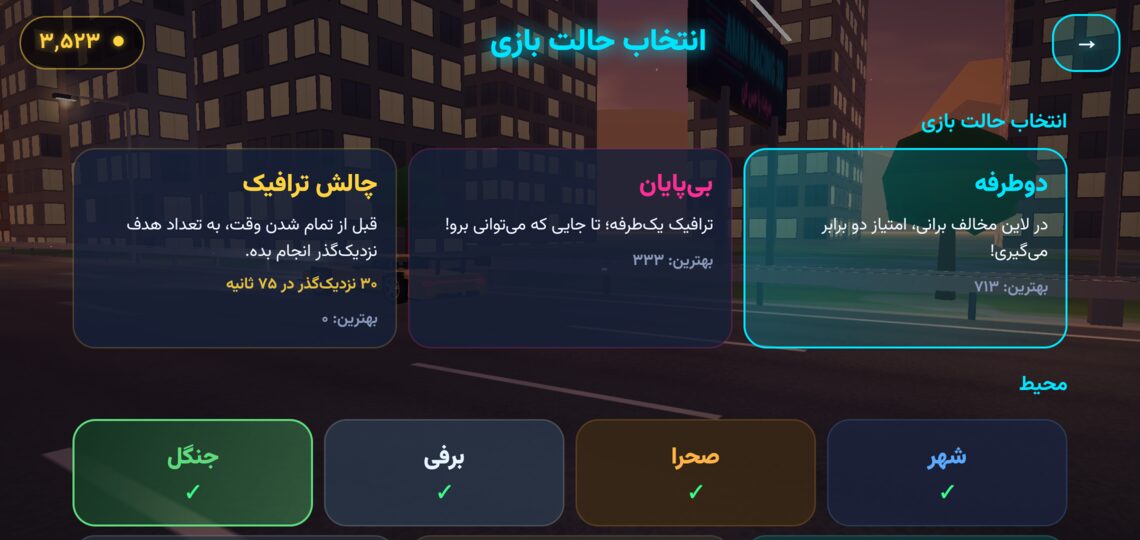 ۳,۵۲۳
انتخاب حالت بازی
→
انتخاب حالت بازی
دوطرفه
در لاین مخالف برانی، امتیاز دو برابر
می‌گیری!
بهترین: ۷۱۳
بی‌پایان
ترافیک یک‌طرفه؛ تا جایی که می‌توانی برو!
بهترین: ۳۳۳
چالش ترافیک
قبل از تمام شدن وقت، به تعداد هدف
نزدیک‌گذر انجام بده.
۳۰ نزدیک‌گذر در ۷۵ ثانیه
بهترین: ۰
محیط
شهر
✓
صحرا
✓
برفی
✓
جنگل
✓